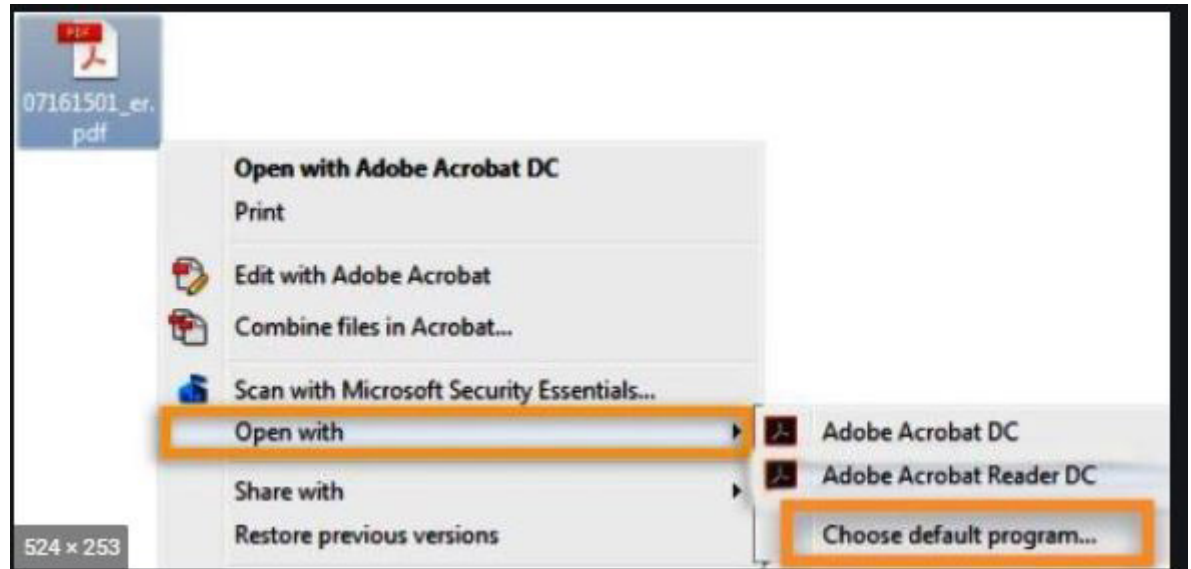 PDF
07161501_er.
pdf
Open with Adobe Acrobat DC
Print
Edit with Adobe Acrobat
Combine files in Acrobat...
Scan with Microsoft Security Essentials...
Open with
Adobe Acrobat DC
Adobe Acrobat Reader DC
Share with
Choose default program...
Restore previous versions
524 × 253